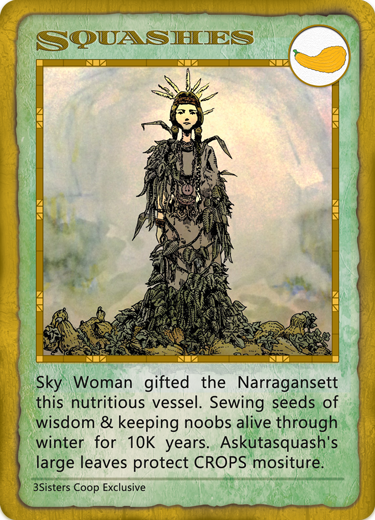 SQUASHES
Sky Woman gifted the Narragansett
this nutritious vessel. Sewing seeds of
wisdom & keeping noobs alive through
winter for 10K years. Askutasquash's
large leaves protect CROPS mositure.
3Sisters Coop Exclusive